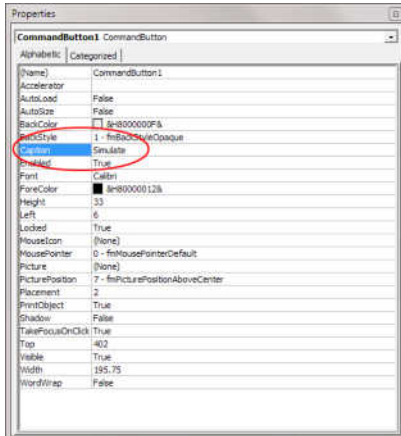 Properties
CommandButton1 CommandButton
Alphabetic Categorized
(Name) CommandButton1
Accelerator
AutoLoad False
AutoSize False
BackColor &H8000000F&
BackStyle 1 - fmBackStyleOpaque
Caption Simulate
Enabled True
Font Calibri
ForeColor &H80000012&
Height 33
Left 6
Locked True
MouseIcon (None)
MousePointer 0 - fmMousePointerDefault
Picture (None)
PicturePosition 7 - fmPicturePositionAboveCenter
Placement 2
PrintObject True
Shadow False
TakeFocusOnClick True
Top 402
Visible True
Width 195.75
WordWrap False